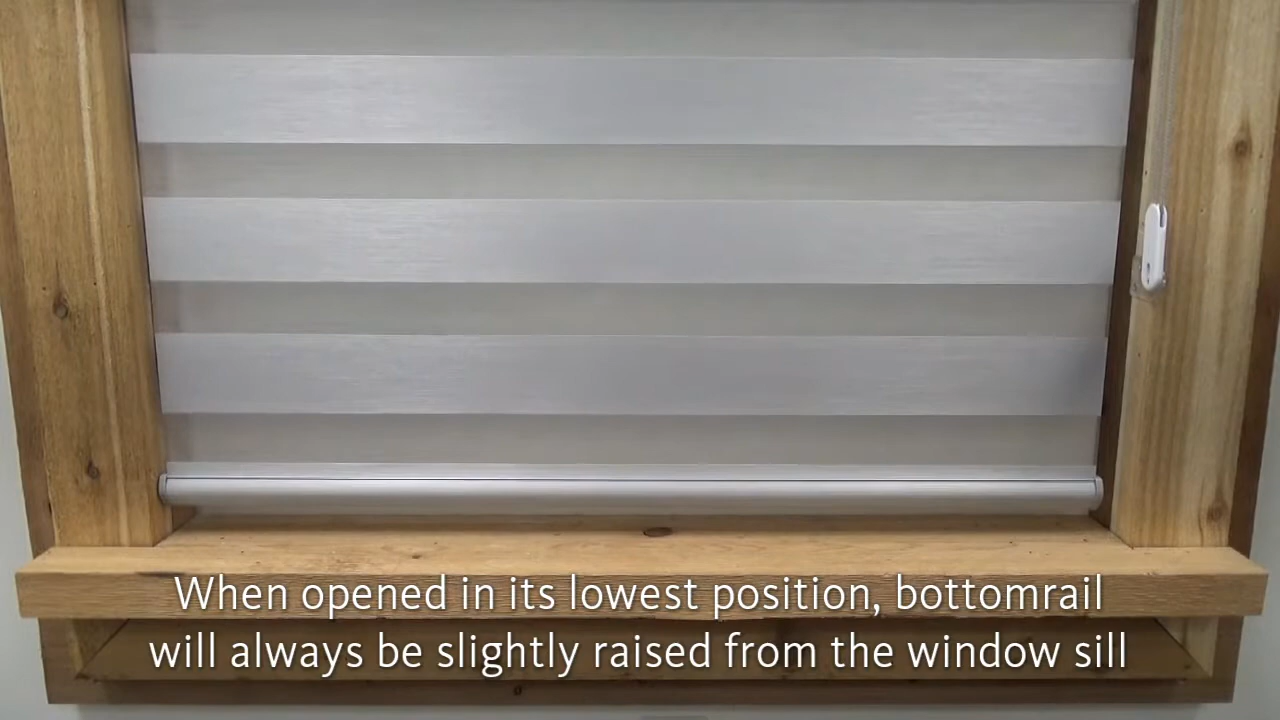 When opened in its lowest position, bottomrail
will always be slightly raised from the window sill